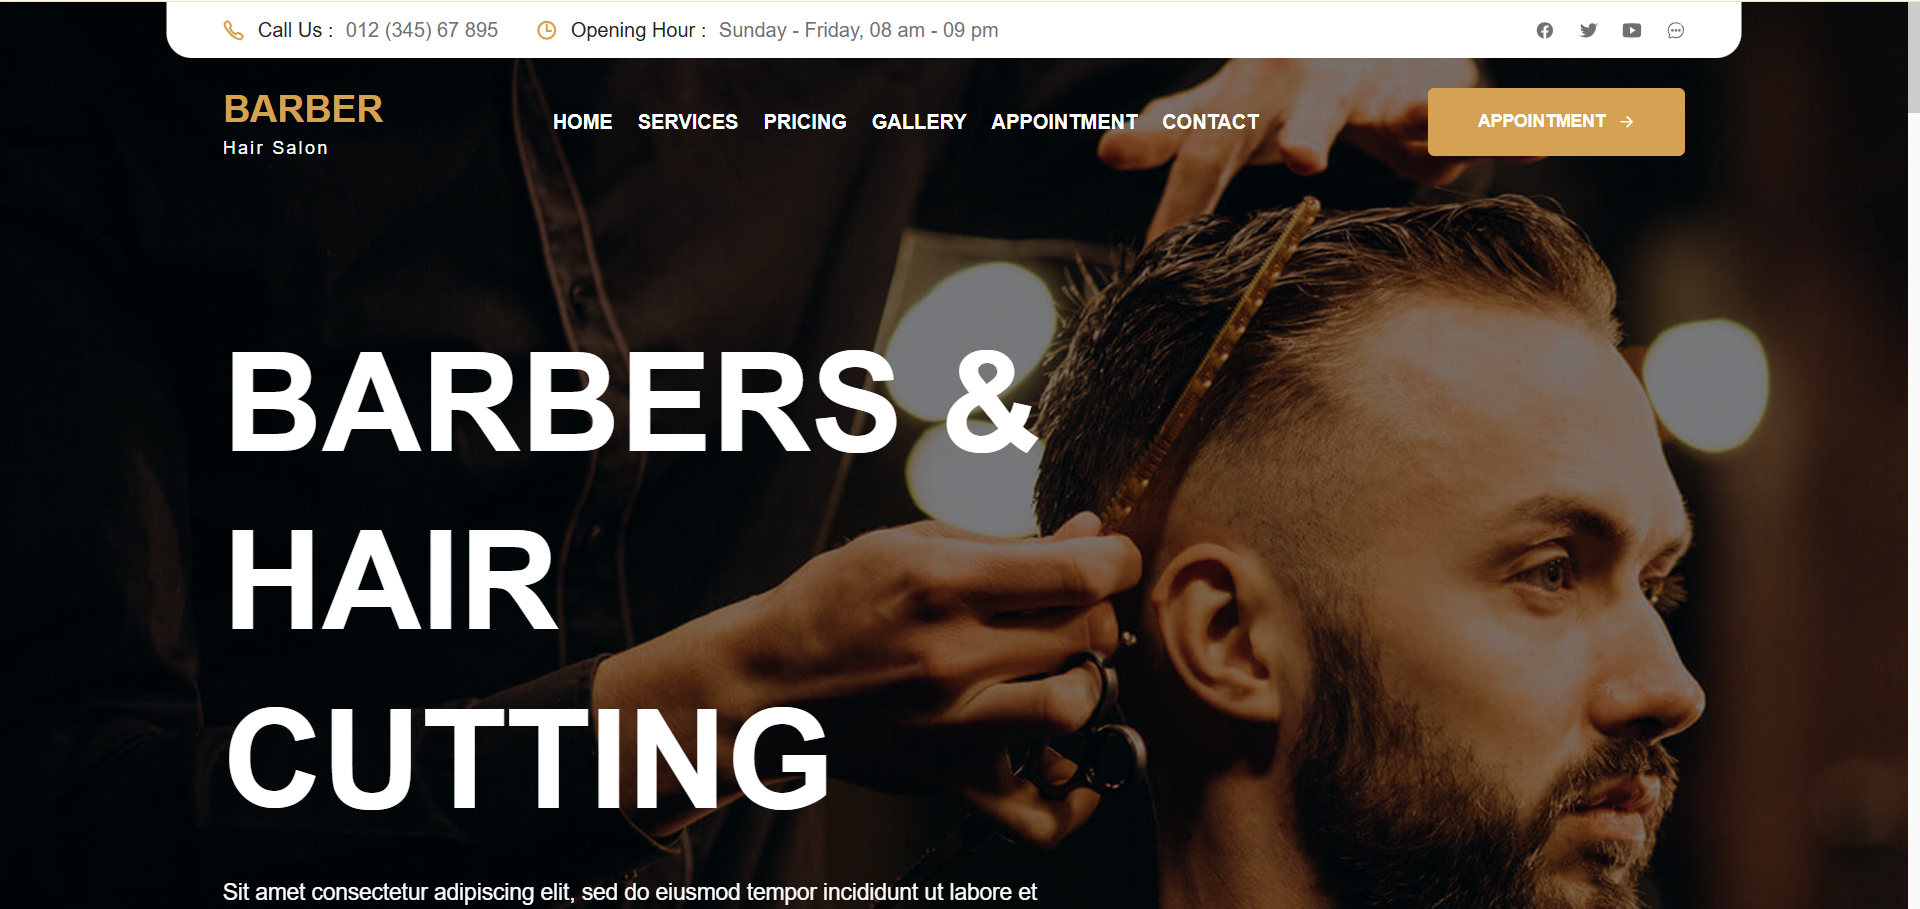 Call Us : 012 (345) 67 895 Opening Hour : Sunday - Friday, 08 am - 09 pm
BARBER
Hair Salon
HOME SERVICES PRICING GALLERY APPOINTMENT CONTACT
APPOINTMENT →
BARBERS &
HAIR
CUTTING
Sit amet consectetur adipiscing elit, sed do eiusmod tempor incididunt ut labore et